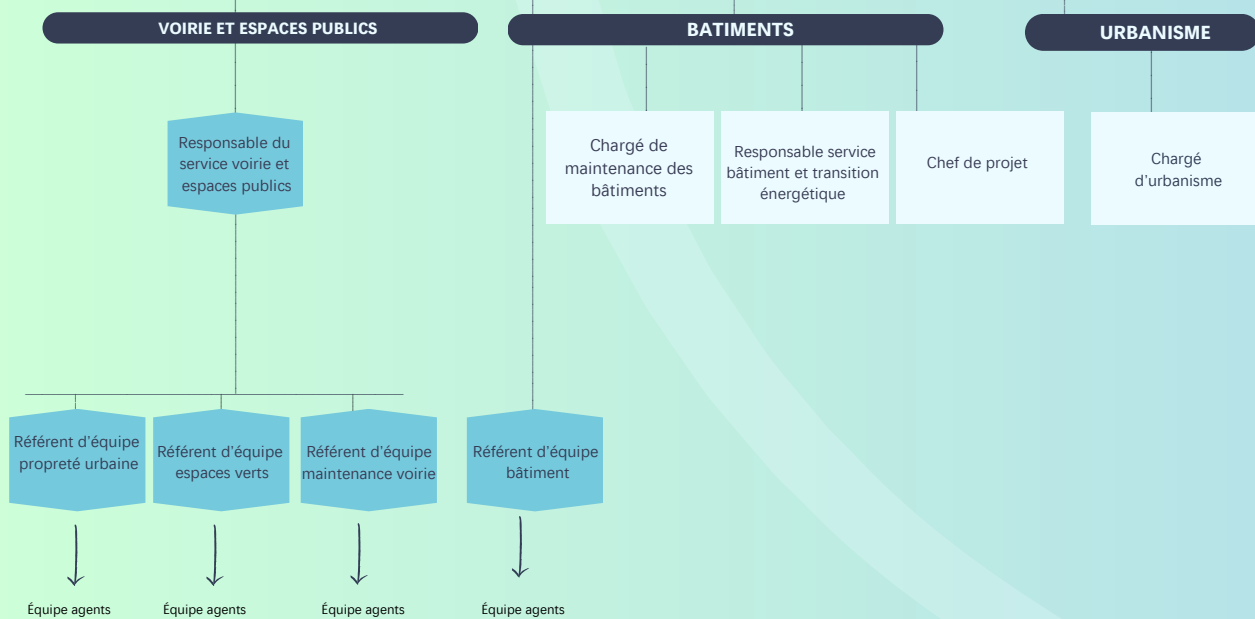 VOIRIE ET ESPACES PUBLICS
BATIMENTS
URBANISME
Responsable du
service voirie et
espaces publics
Chargé de
maintenance des
bâtiments
Responsable service
bâtiment et transition
énergétique
Chef de projet
Chargé
d'urbanisme
Référent d'équipe
propreté urbaine
Référent d'équipe
espaces verts
Référent d'équipe
maintenance voirie
Référent d'équipe
bâtiment
Équipe agents
Équipe agents
Équipe agents
Équipe agents